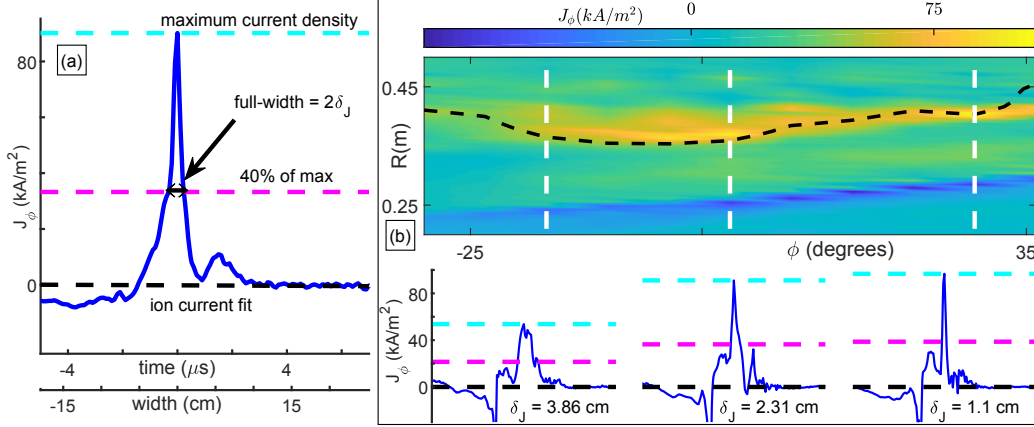 maximum current density
80
(a)
full-width = 2δ_J
40% of max
J_ϕ (kA/m²)
0
ion current fit
-4
time (μs)
4
-15
width (cm)
15
J_ϕ(kA/m²)
0
75
0.45
R(m)
0.25
(b)
-25
ϕ (degrees)
35
J_ϕ (kA/m²)
80
40
0
δ_J = 3.86 cm
δ_J = 2.31 cm
δ_J = 1.1 cm